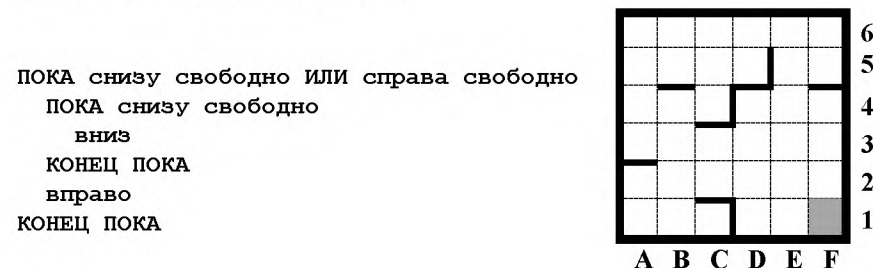 ПОКА снизу свободно ИЛИ справа свободно
ПОКА снизу свободно
вниз
КОНЕЦ ПОКА
вправо
КОНЕЦ ПОКА
6
5
4
3
2
1
A B C D E F